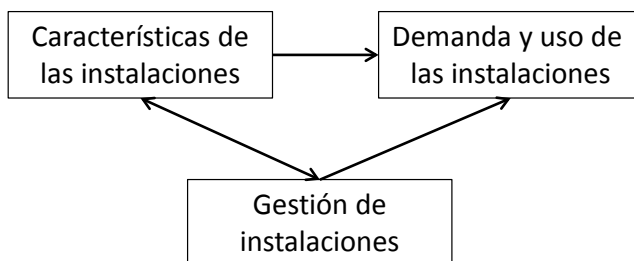 Características de
las instalaciones
Demanda y uso de
las instalaciones
Gestión de
instalaciones